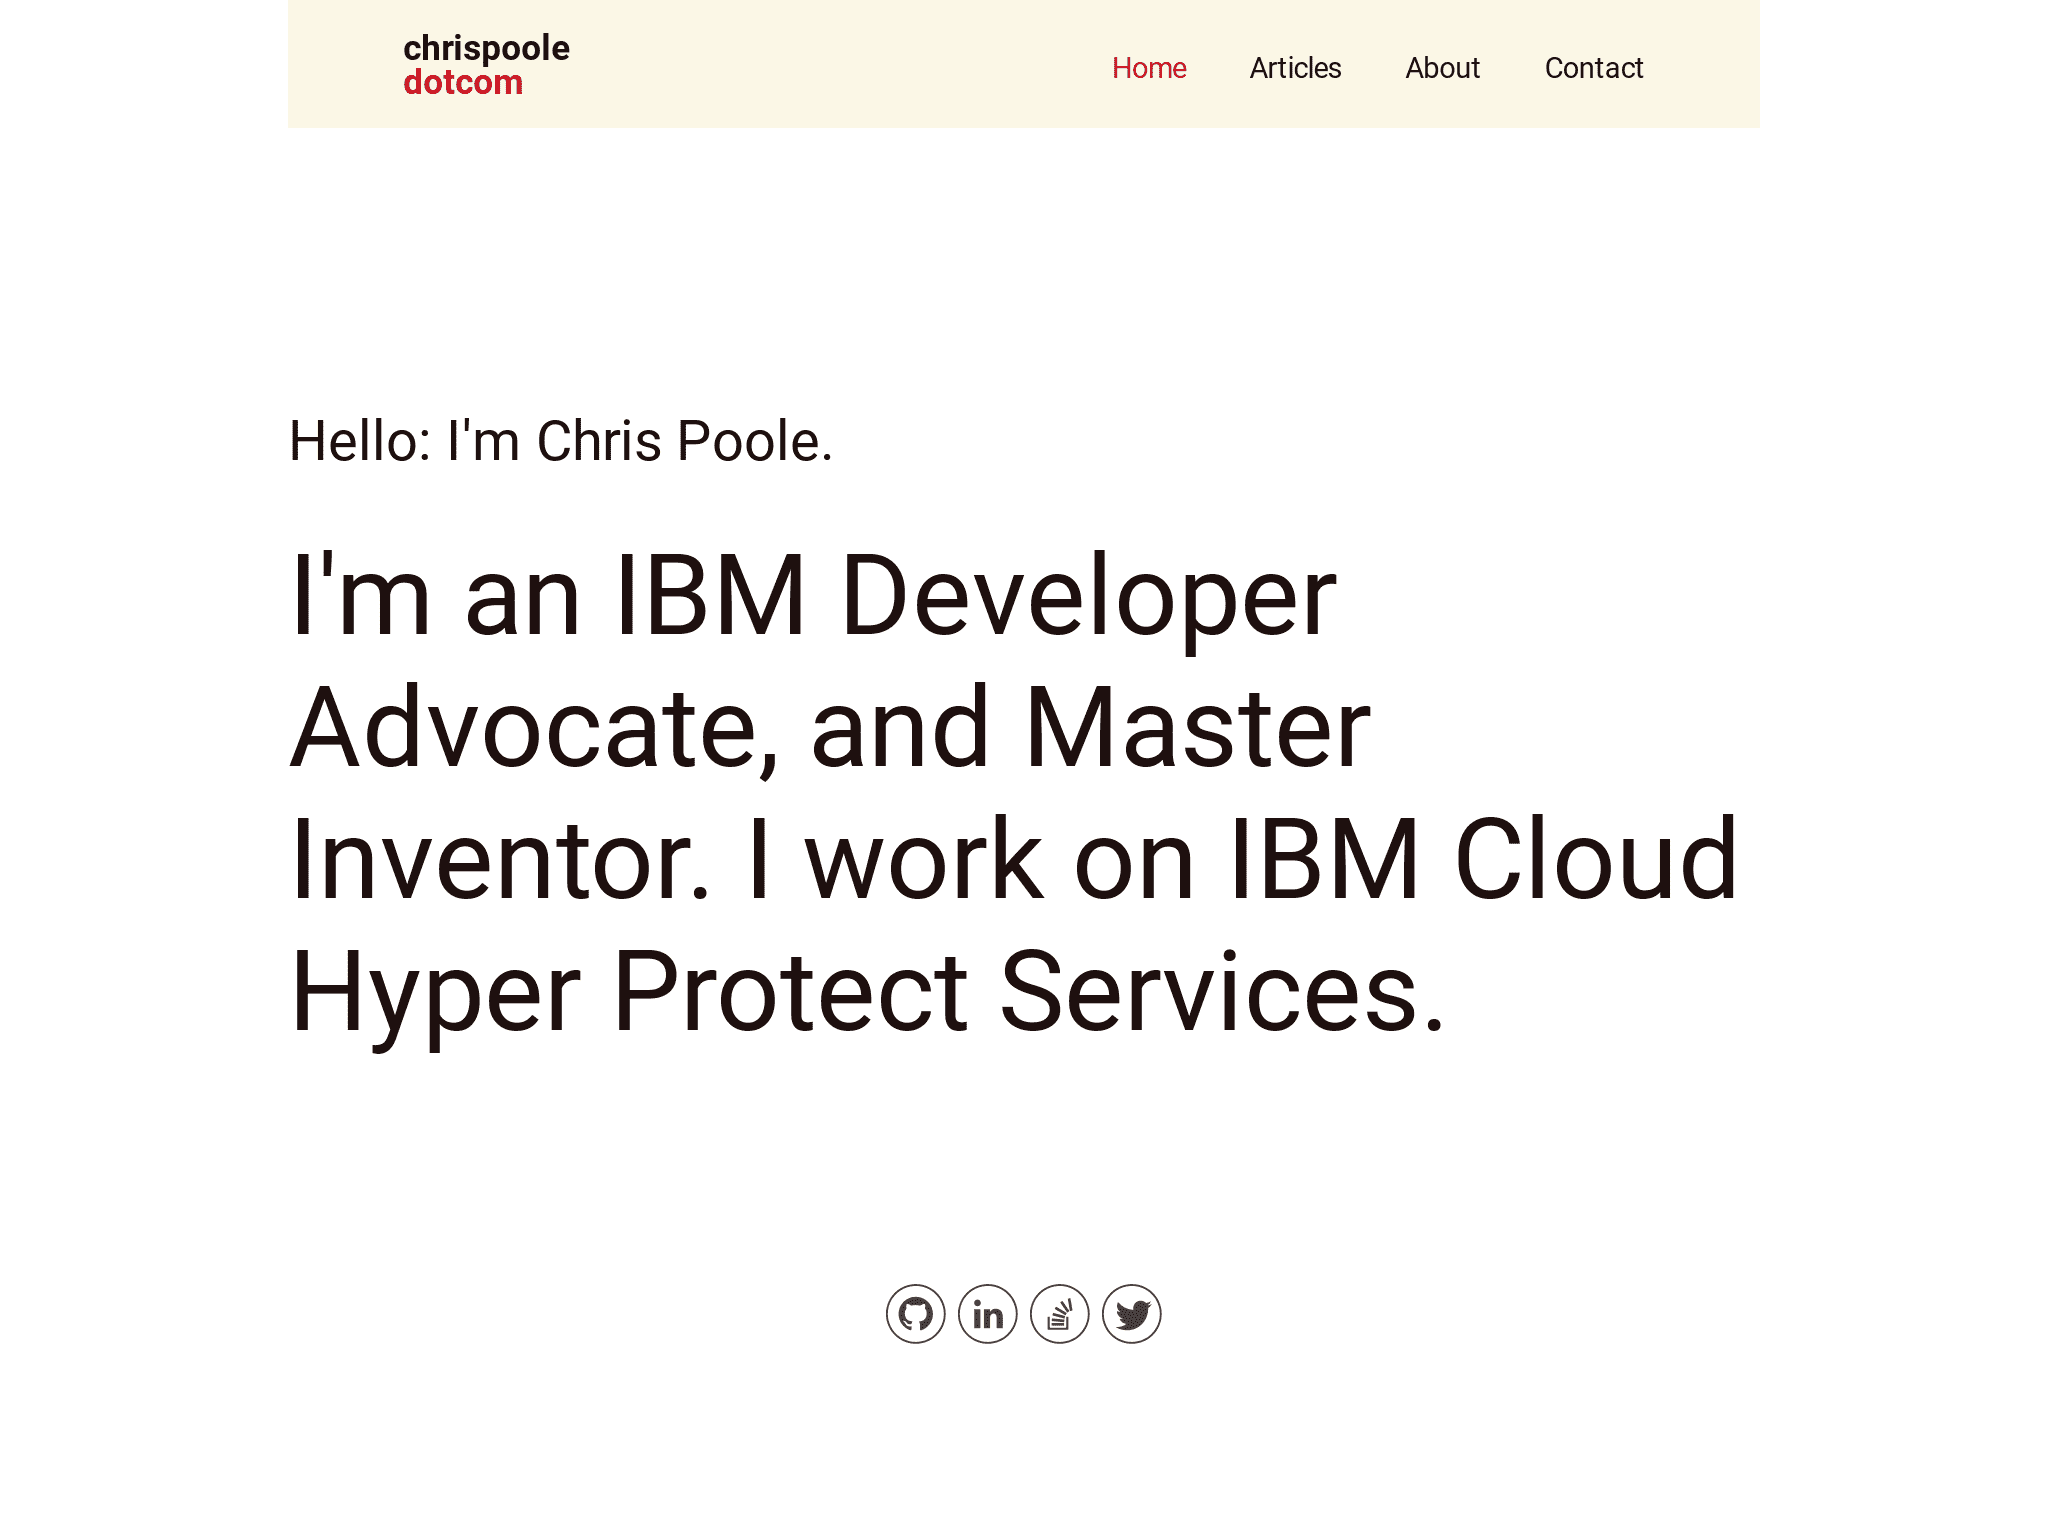 chrispoole
dotcom
Home Articles About Contact
Hello: I'm Chris Poole.
I'm an IBM Developer
Advocate, and Master
Inventor. I work on IBM Cloud
Hyper Protect Services.
in